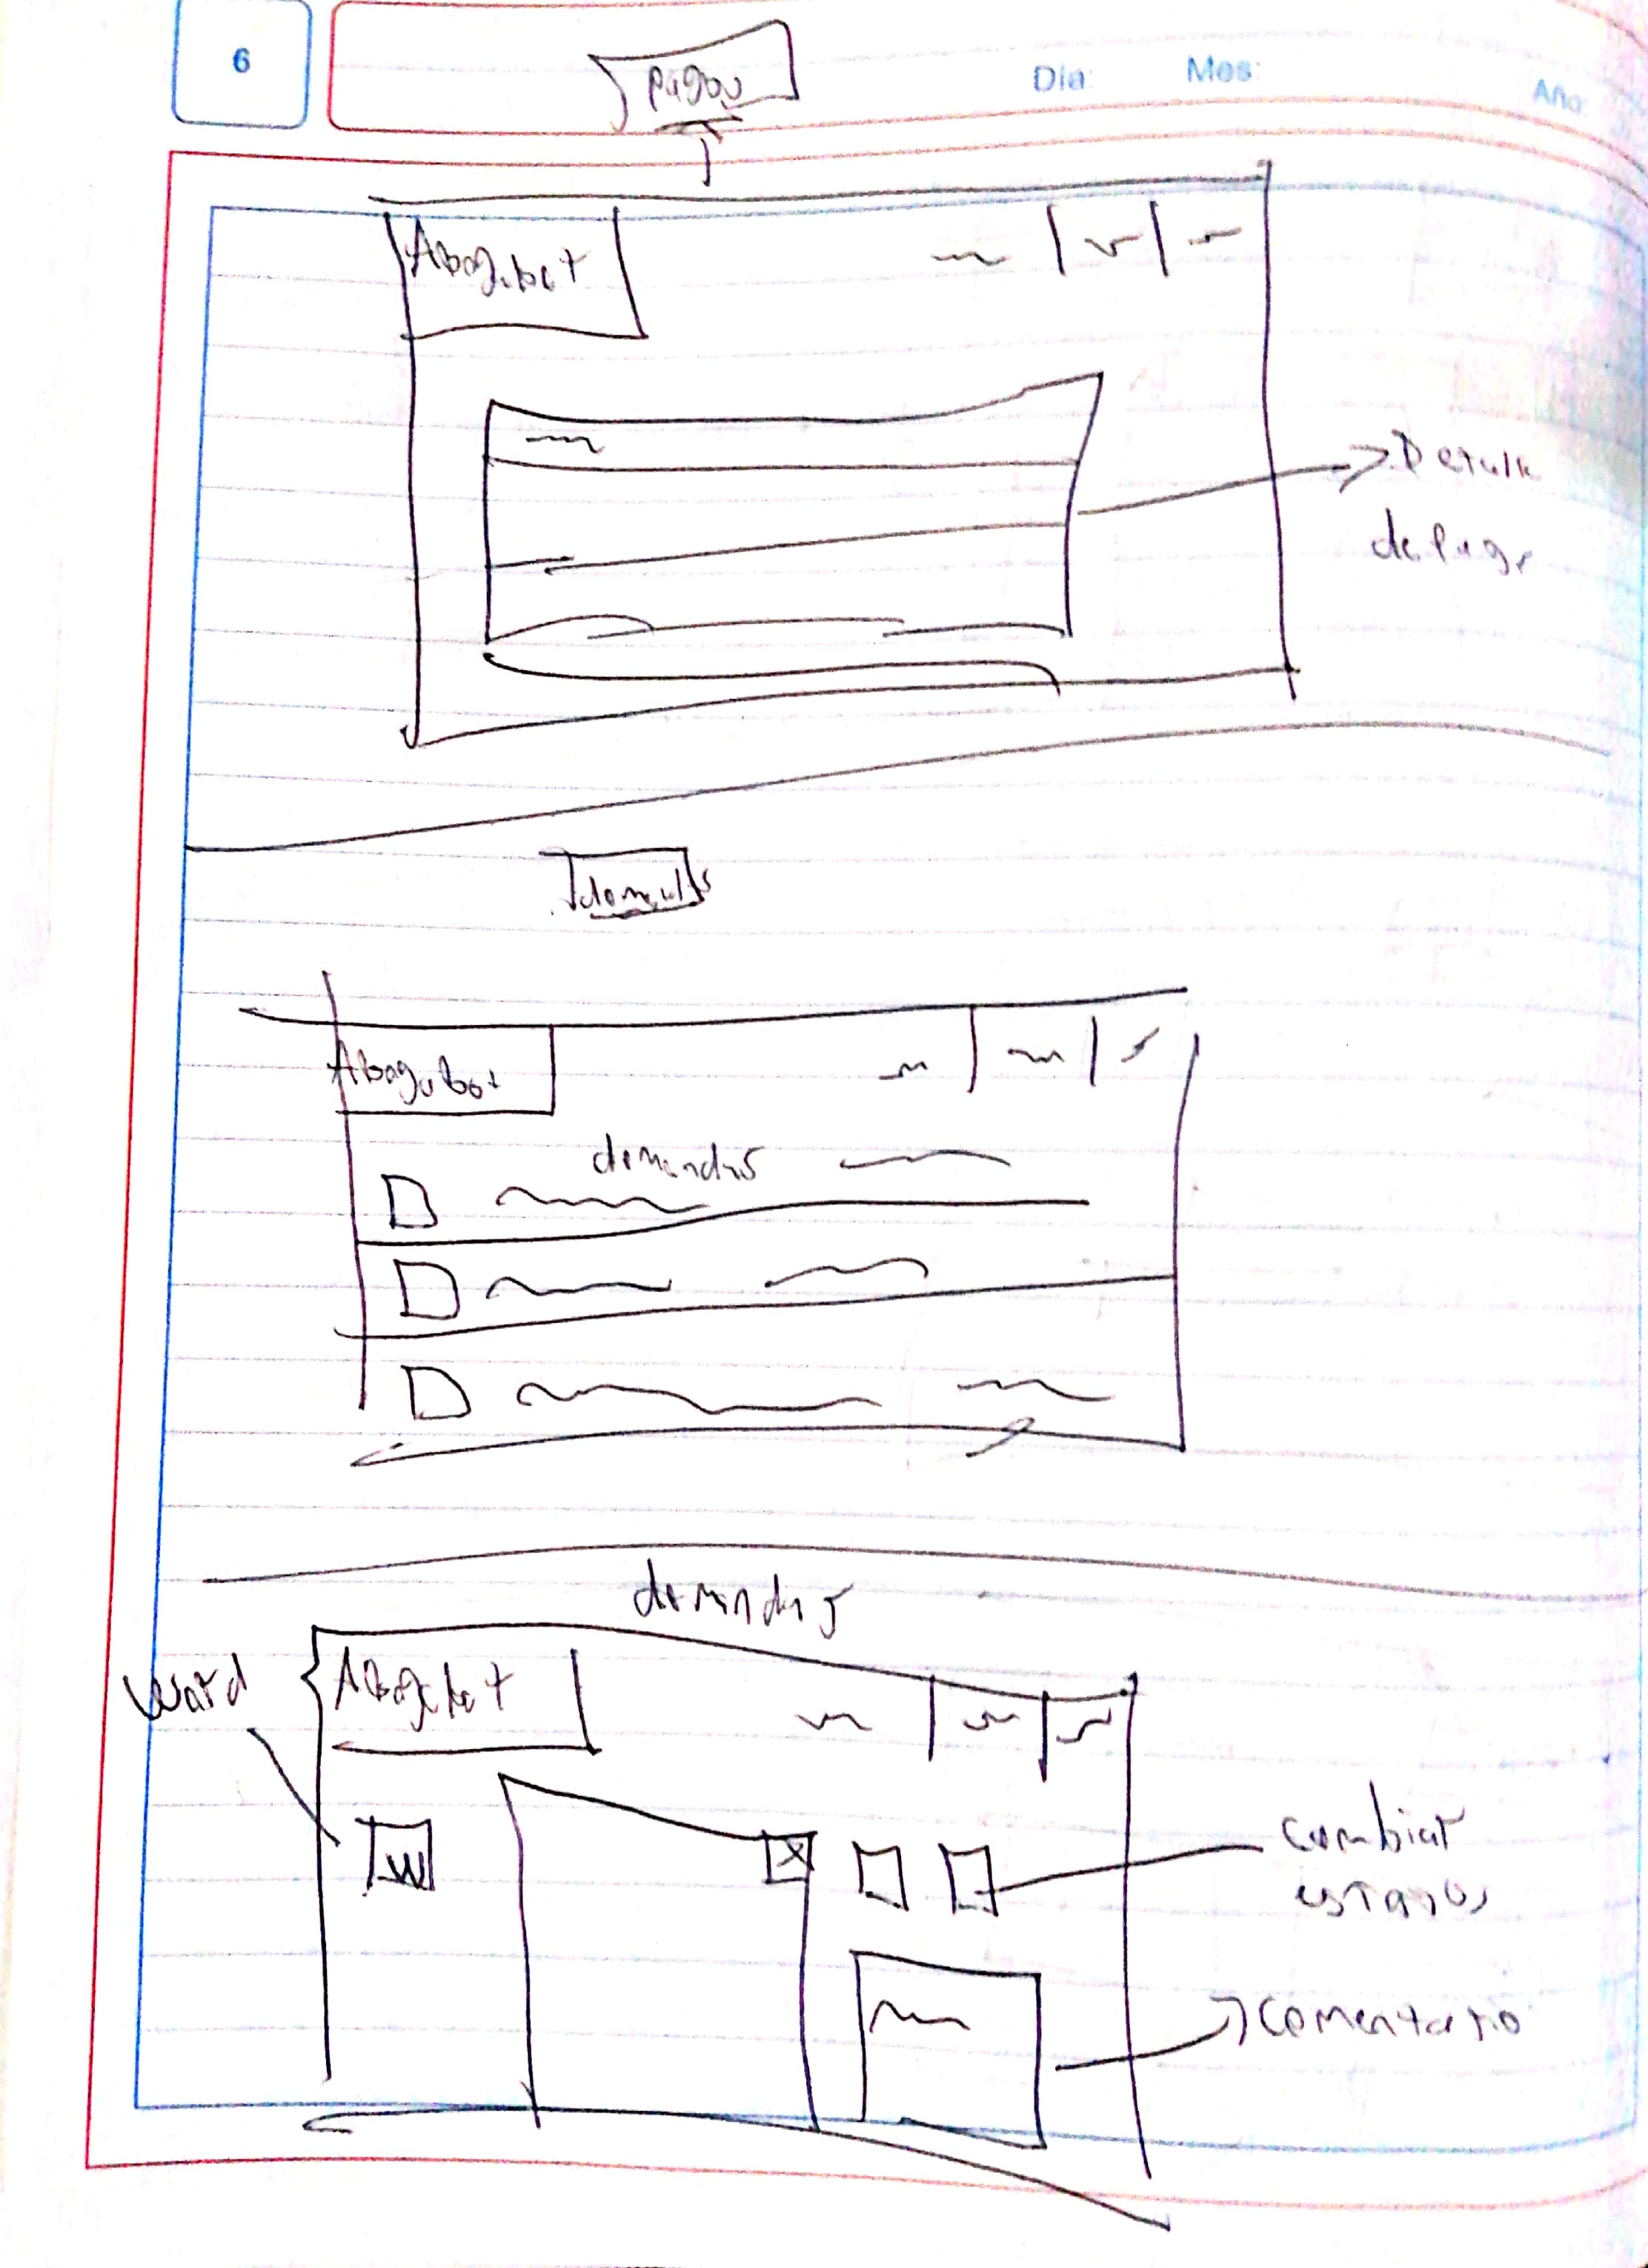 6
Día:
Mes:
Año:
Pagos
Abogabot
Detalle
de Pago
demandas
Abogabot
demandas
demandas
word
Abogabot
W
X
cambiar
estados
comentario